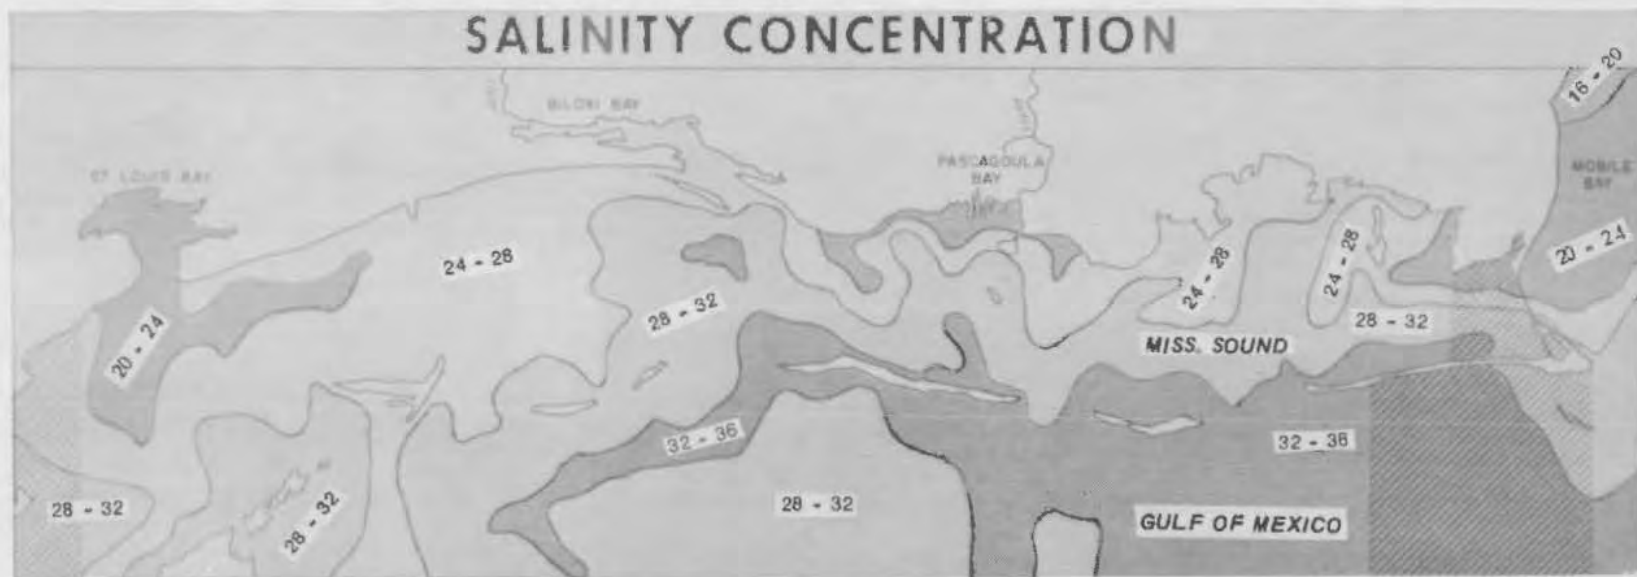 SALINITY CONCENTRATION
16 - 20
BILOXI BAY
PASCAGOULA
BAY
MOBILE
BAY
ST LOUIS BAY
24 - 28
20 - 24
24 - 28
24 - 28
28 - 32
28 - 32
MISS. SOUND
20 - 24
32 - 36
32 - 36
28 - 32
28 - 32
28 - 32
GULF OF MEXICO